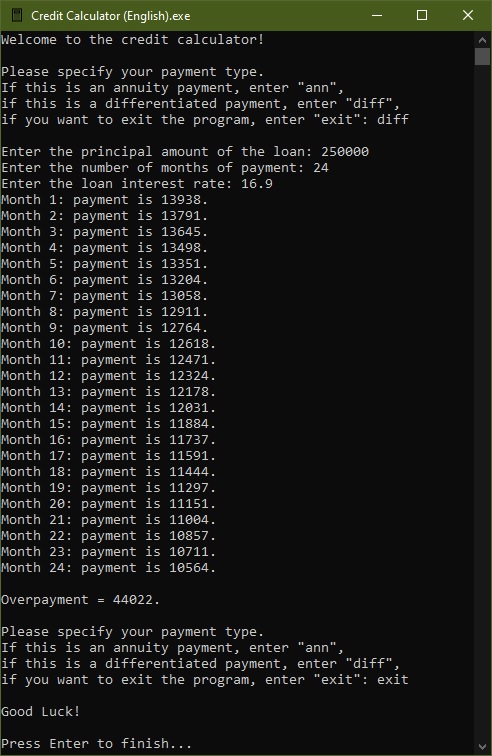 Credit Calculator (English).exe
Welcome to the credit calculator!
Please specify your payment type.
If this is an annuity payment, enter "ann",
if this is a differentiated payment, enter "diff",
if you want to exit the program, enter "exit": diff
Enter the principal amount of the loan: 250000
Enter the number of months of payment: 24
Enter the loan interest rate: 16.9
Month 1: payment is 13938.
Month 2: payment is 13791.
Month 3: payment is 13645.
Month 4: payment is 13498.
Month 5: payment is 13351.
Month 6: payment is 13204.
Month 7: payment is 13058.
Month 8: payment is 12911.
Month 9: payment is 12764.
Month 10: payment is 12618.
Month 11: payment is 12471.
Month 12: payment is 12324.
Month 13: payment is 12178.
Month 14: payment is 12031.
Month 15: payment is 11884.
Month 16: payment is 11737.
Month 17: payment is 11591.
Month 18: payment is 11444.
Month 19: payment is 11297.
Month 20: payment is 11151.
Month 21: payment is 11004.
Month 22: payment is 10857.
Month 23: payment is 10711.
Month 24: payment is 10564.
Overpayment = 44022.
Please specify your payment type.
If this is an annuity payment, enter "ann",
if this is a differentiated payment, enter "diff",
if you want to exit the program, enter "exit": exit
Good Luck!
Press Enter to finish...